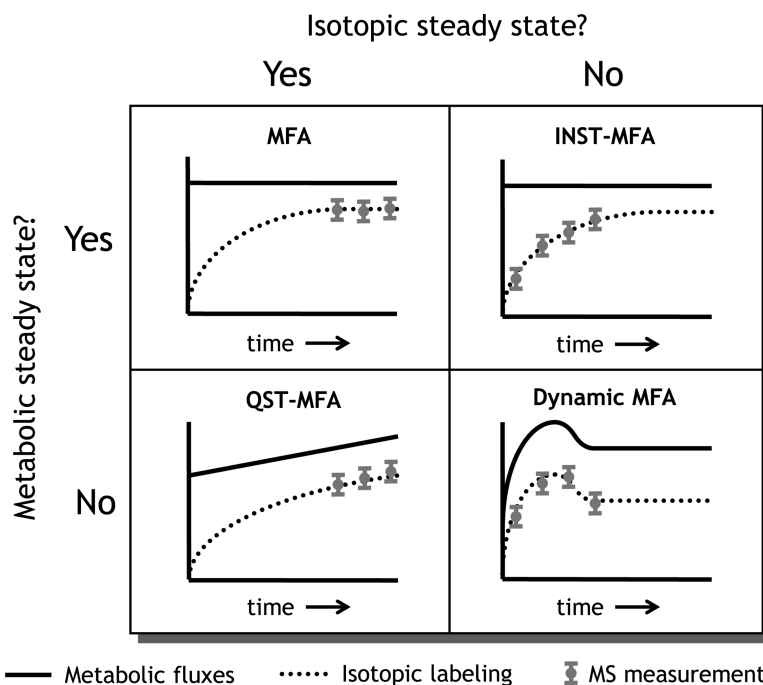 Isotopic steady state?
Yes
No
Metabolic steady state?
Yes
MFA
time
INST-MFA
time
No
QST-MFA
time
Dynamic MFA
time
Metabolic fluxes
Isotopic labeling
MS measurement